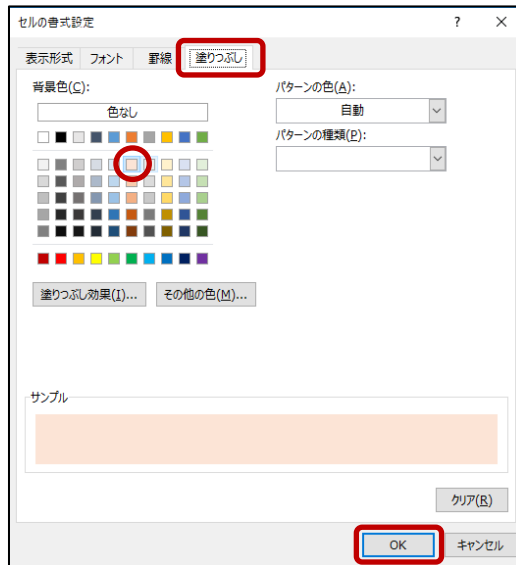 セルの書式設定
?
×
表示形式 フォント 罫線 塗りつぶし
背景色(C):
色なし
パターンの色(A):
自動
パターンの種類(P):
塗りつぶし効果(I)... その他の色(M)...
サンプル
クリア(R)
OK キャンセル